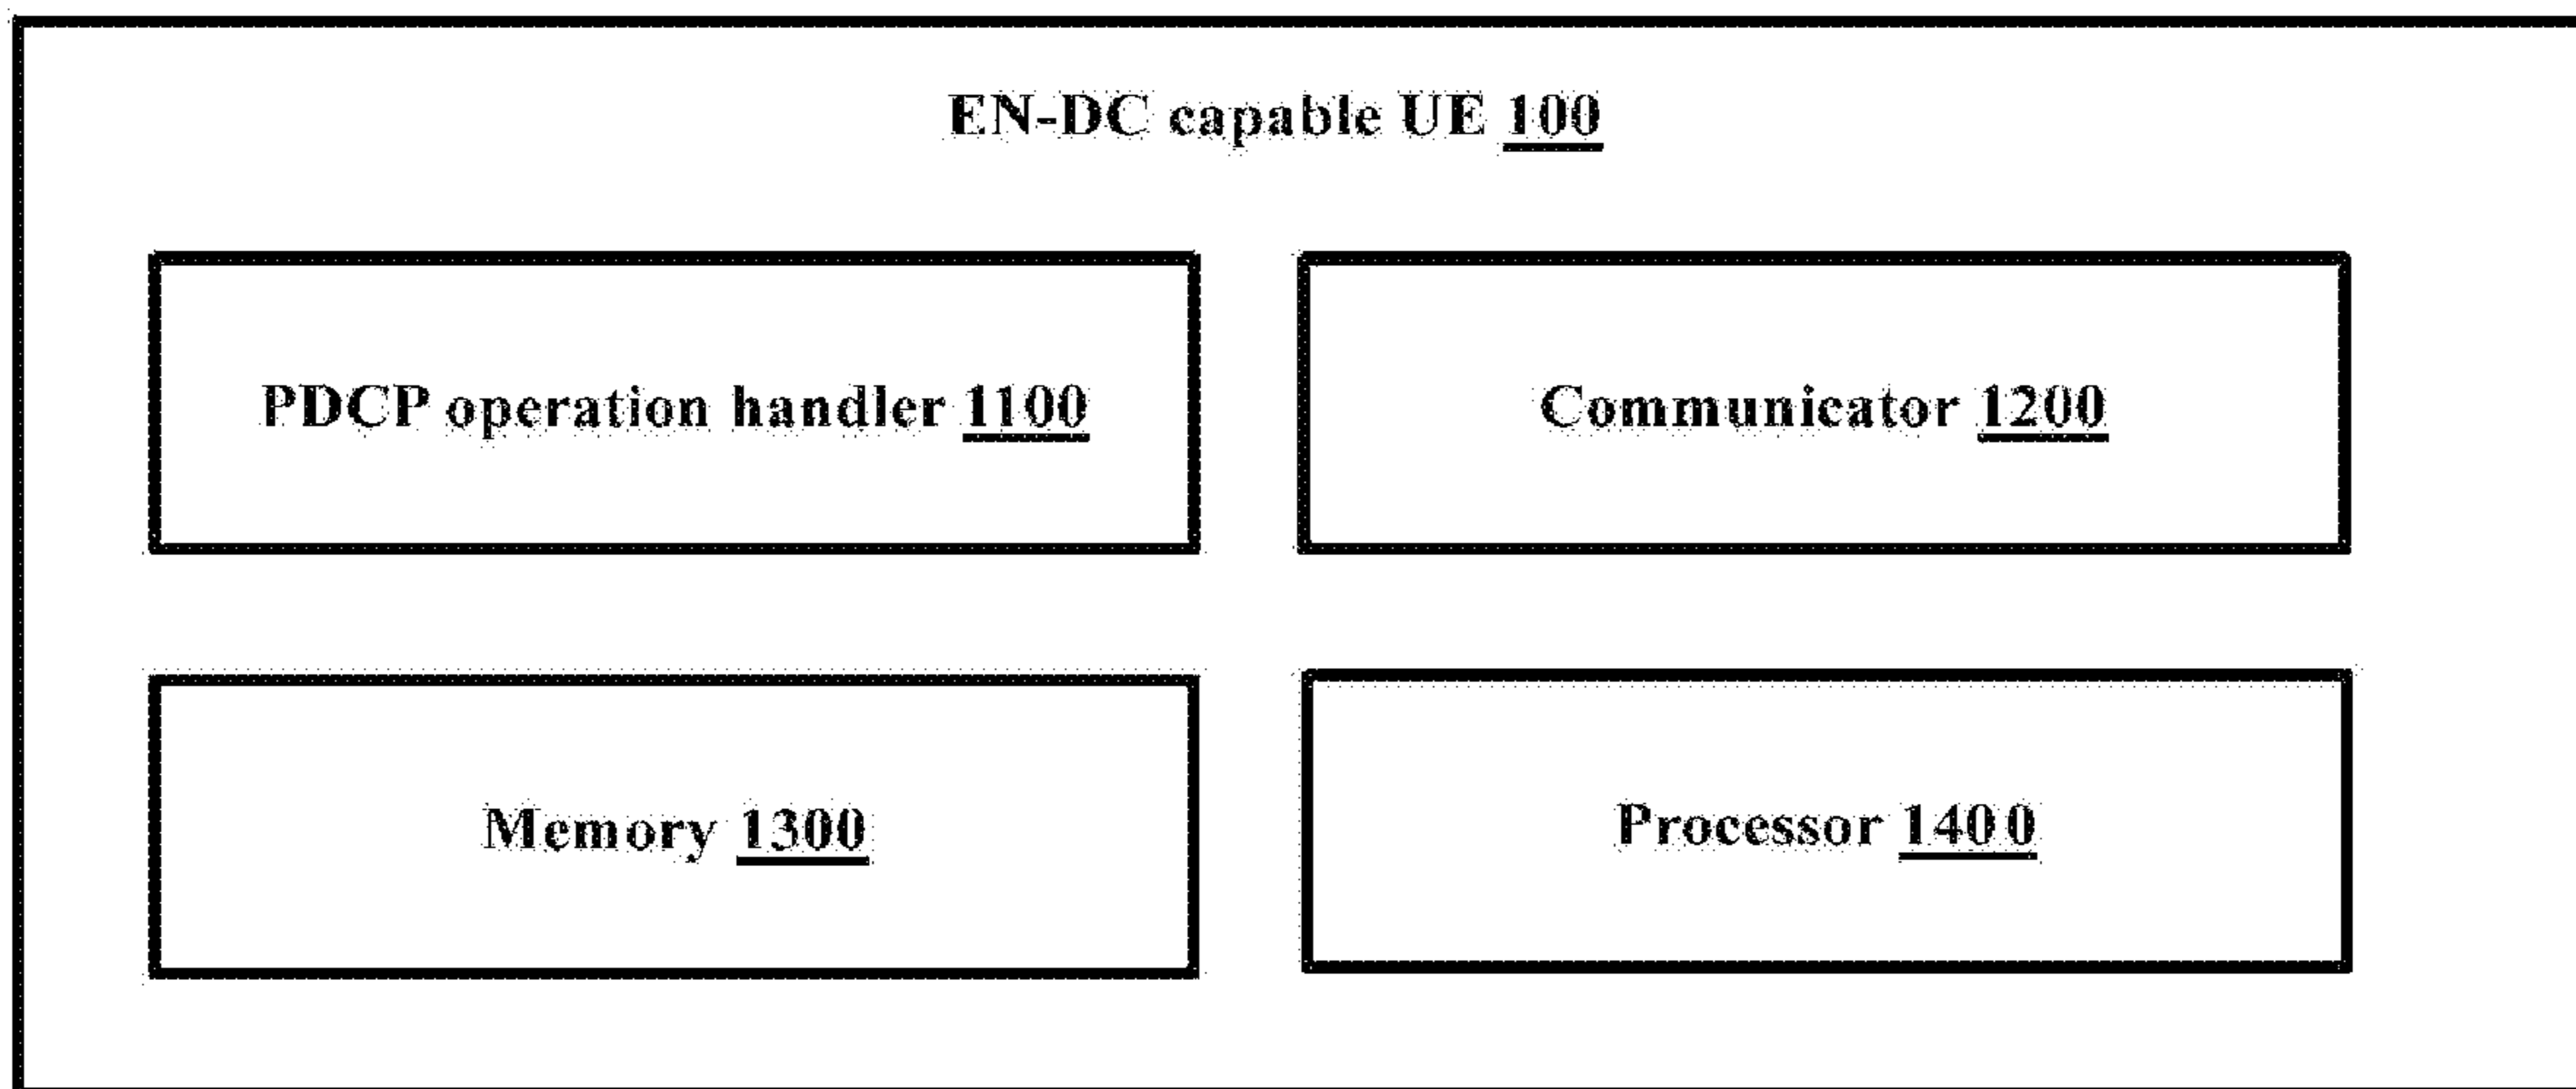 EN-DC capable UE 100
PDCP operation handler 1100
Communicator 1200
Memory 1300
Processor 1400